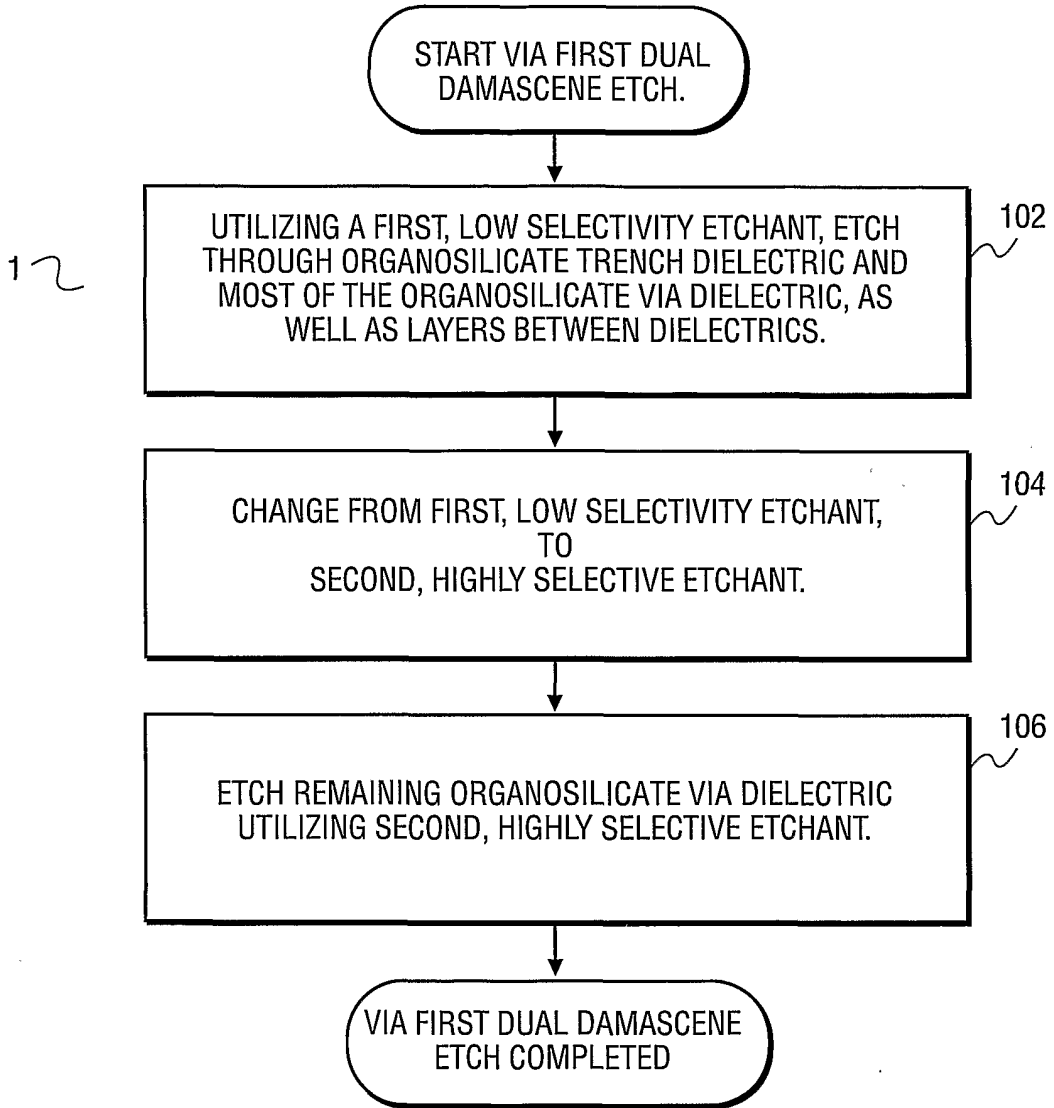 START VIA FIRST DUAL
DAMASCENE ETCH.
102
UTILIZING A FIRST, LOW SELECTIVITY ETCHANT, ETCH
THROUGH ORGANOSILICATE TRENCH DIELECTRIC AND
MOST OF THE ORGANOSILICATE VIA DIELECTRIC, AS
WELL AS LAYERS BETWEEN DIELECTRICS.
1
104
CHANGE FROM FIRST, LOW SELECTIVITY ETCHANT,
TO
SECOND, HIGHLY SELECTIVE ETCHANT.
106
ETCH REMAINING ORGANOSILICATE VIA DIELECTRIC
UTILIZING SECOND, HIGHLY SELECTIVE ETCHANT.
VIA FIRST DUAL DAMASCENE
ETCH COMPLETED